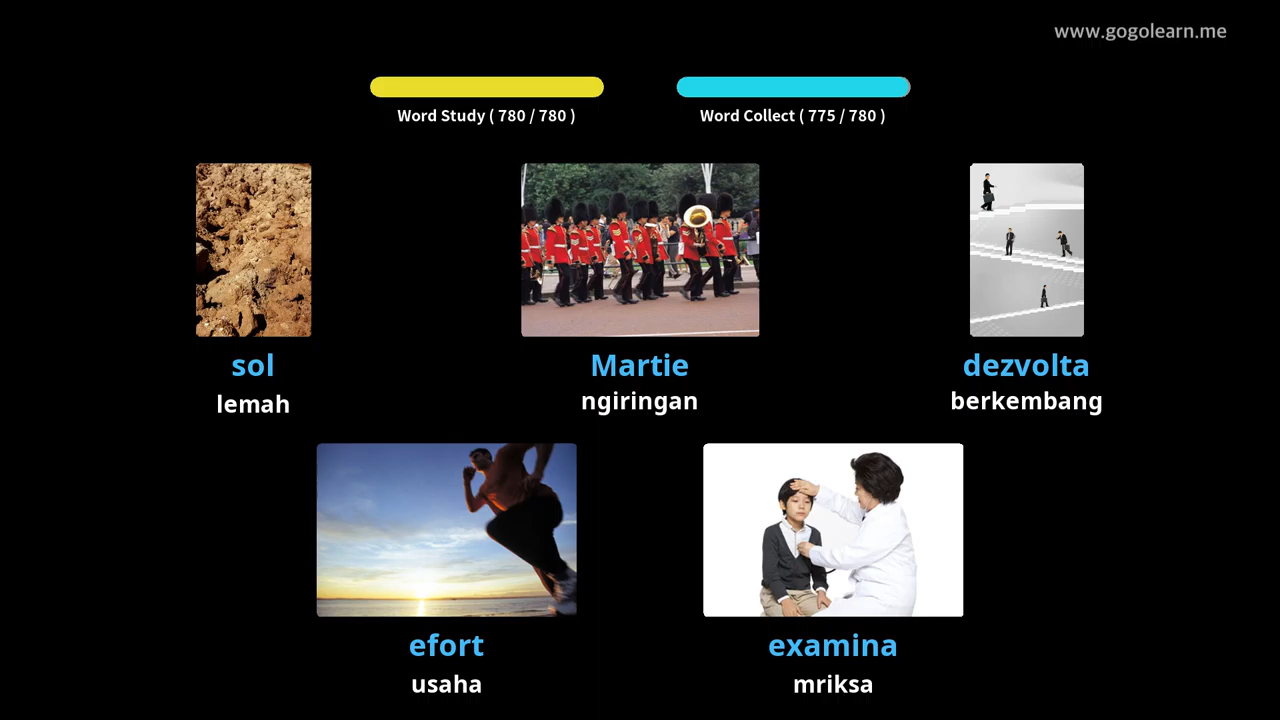 www.gogolearn.me
Word Study ( 780 / 780 )
Word Collect ( 775 / 780 )
sol
lemah
Martie
ngiringan
dezvolta
berkembang
efort
usaha
examina
mriksa